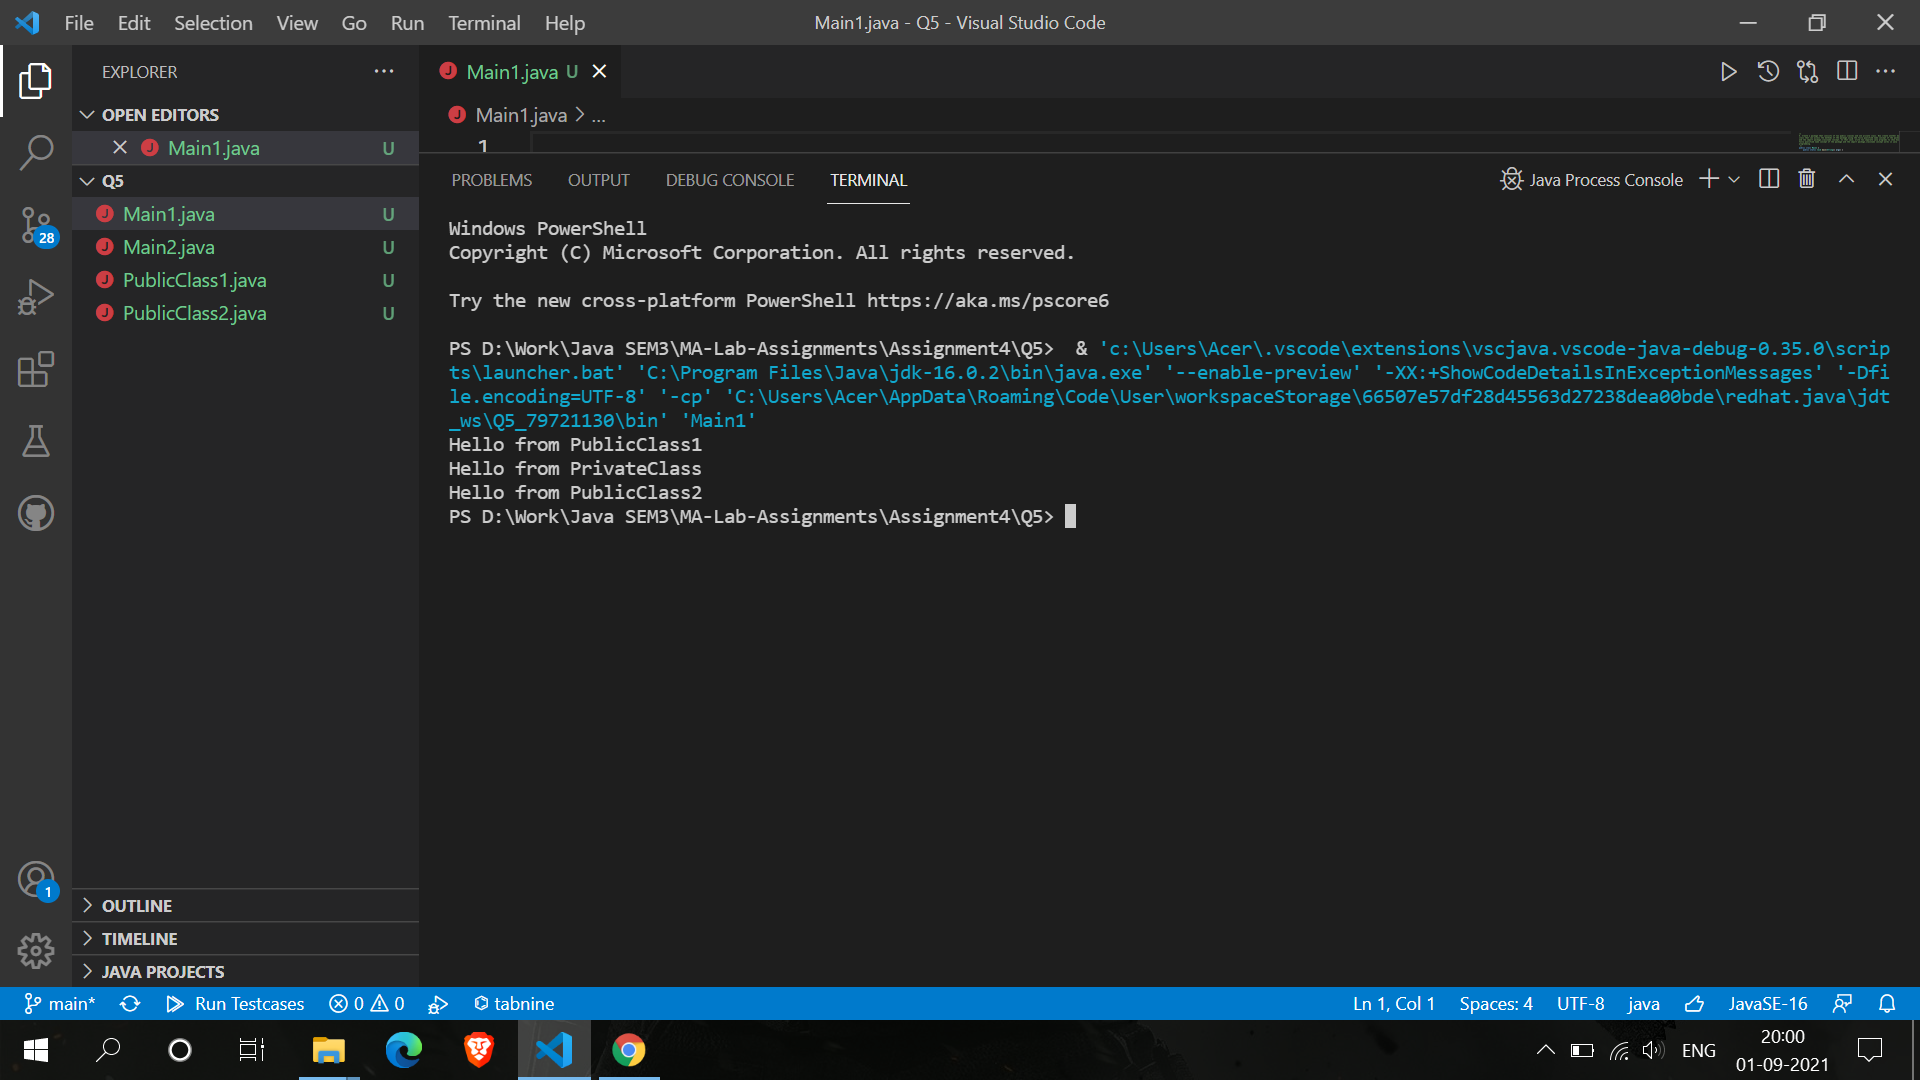 File Edit Selection View Go Run Terminal Help
Main1.java - Q5 - Visual Studio Code
EXPLORER
OPEN EDITORS
Main1.java U
Q5
Main1.java U
Main2.java U
PublicClass1.java U
PublicClass2.java U
28
1
OUTLINE
TIMELINE
JAVA PROJECTS
Main1.java U
Main1.java > ...
1
PROBLEMS OUTPUT DEBUG CONSOLE TERMINAL
Java Process Console
Windows PowerShell
Copyright (C) Microsoft Corporation. All rights reserved.
Try the new cross-platform PowerShell https://aka.ms/pscore6
PS D:\Work\Java SEM3\MA-Lab-Assignments\Assignment4\Q5>  & 'c:\Users\Acer\.vscode\extensions\vscjava.vscode-java-debug-0.35.0\scrip
ts\launcher.bat' 'C:\Program Files\Java\jdk-16.0.2\bin\java.exe' '--enable-preview' '-XX:+ShowCodeDetailsInExceptionMessages' '-Dfi
le.encoding=UTF-8' '-cp' 'C:\Users\Acer\AppData\Roaming\Code\User\workspaceStorage\66507e57df28d45563d27238dea00bde\redhat.java\jdt
_ws\Q5_79721130\bin' 'Main1'
Hello from PublicClass1
Hello from PrivateClass
Hello from PublicClass2
PS D:\Work\Java SEM3\MA-Lab-Assignments\Assignment4\Q5>
main* Run Testcases 0 0 tabnine
Ln 1, Col 1 Spaces: 4 UTF-8 java JavaSE-16
ENG
20:00
01-09-2021